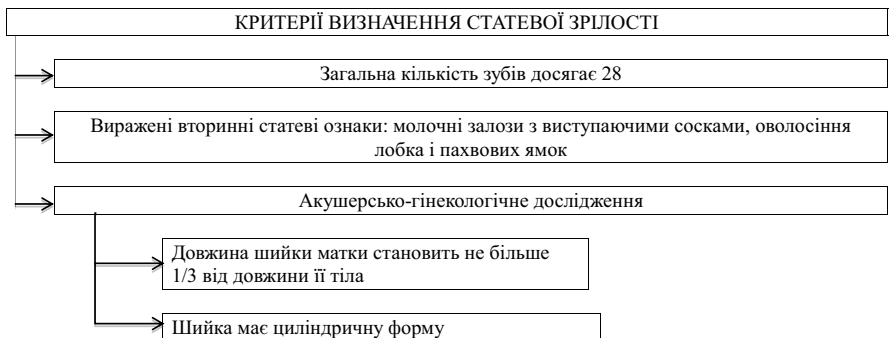 КРИТЕРІЇ ВИЗНАЧЕННЯ СТАТЕВОЇ ЗРІЛОСТІ
Загальна кількість зубів досягає 28
Виражені вторинні статеві ознаки: молочні залози з виступаючими сосками, оволосіння
лобка і пахвових ямок
Акушерсько-гінекологічне дослідження
Довжина шийки матки становить не більше
1/3 від довжини її тіла
Шийка має циліндричну форму